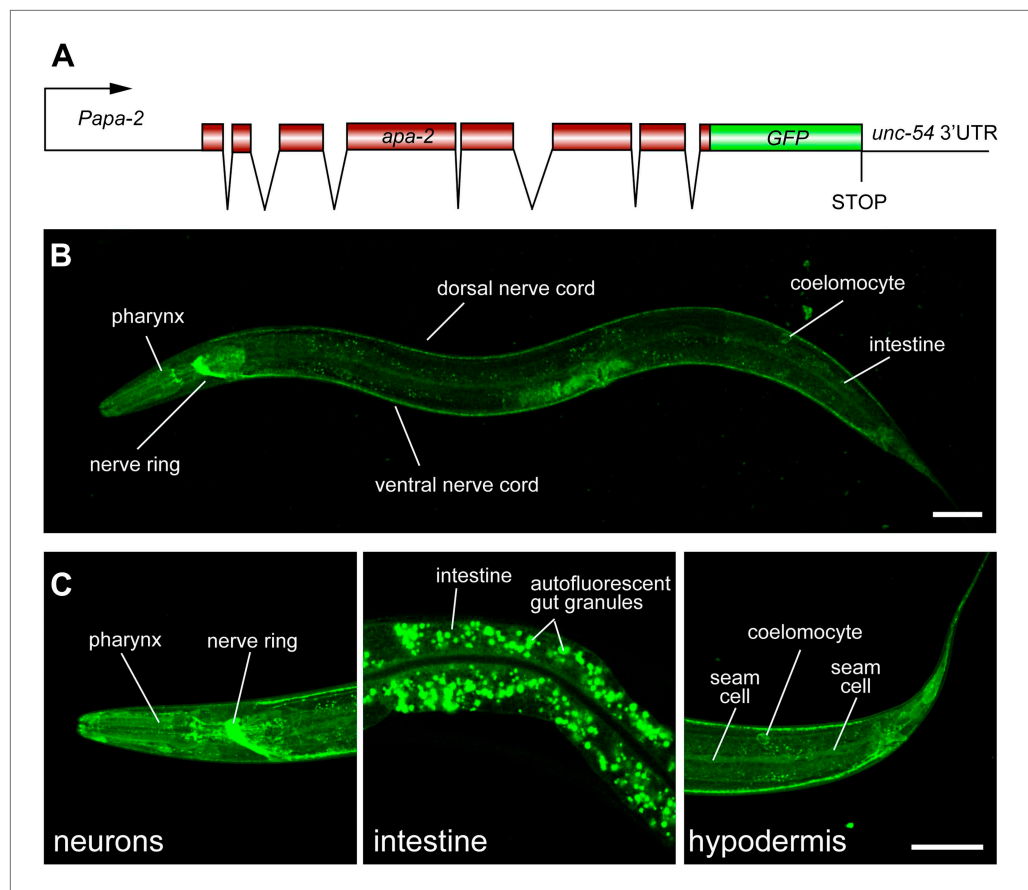 A
Papa-2
apa-2
GFP
unc-54 3’UTR
STOP
B
pharynx
nerve ring
dorsal nerve cord
ventral nerve cord
coelomocyte
intestine
C
pharynx
nerve ring
neurons
intestine
autofluorescent
gut granules
intestine
coelomocyte
seam
cell
seam
cell
hypodermis